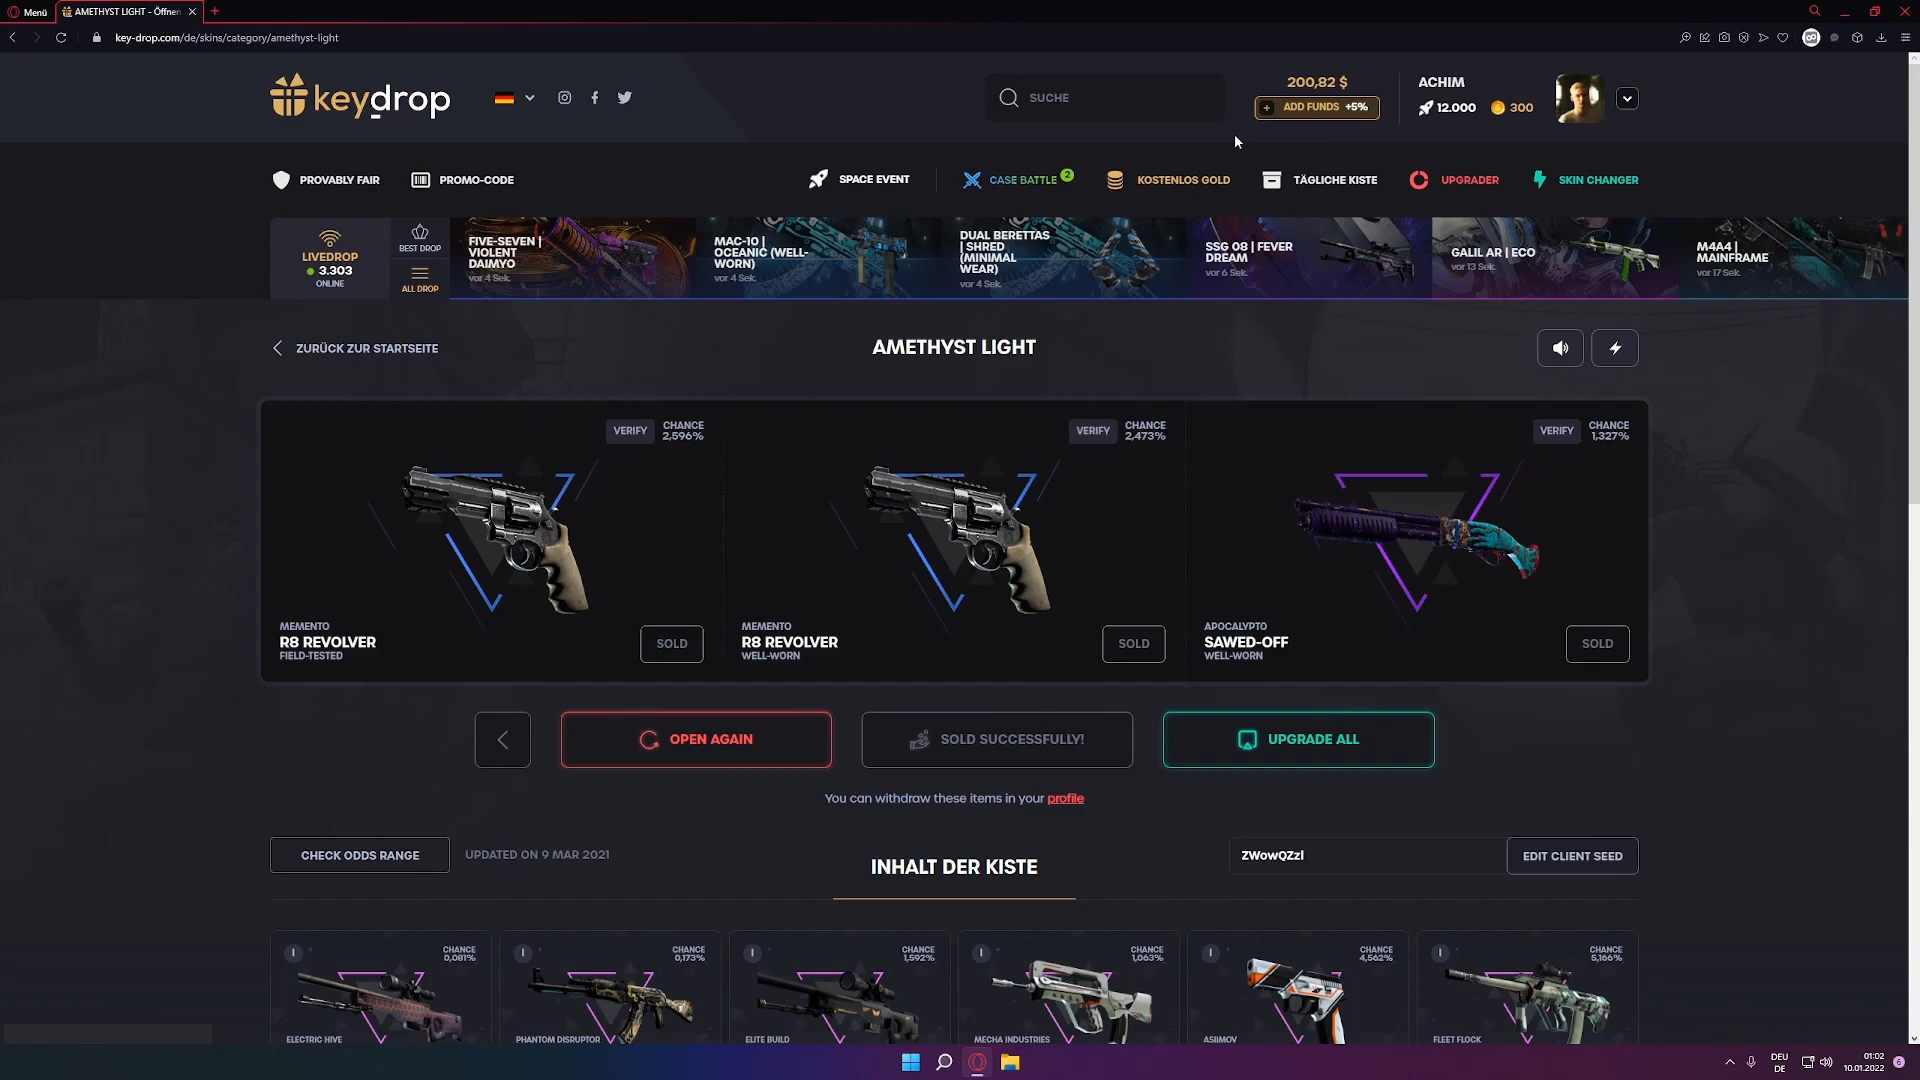 Menü
AMETHYST LIGHT - Öffnen
key-drop.com/de/skins/category/amethyst-light
keydrop
SUCHE
200,82 $
ADD FUNDS +5%
ACHIM
12.000
300
PROVABLY FAIR
PROMO-CODE
SPACE EVENT
CASE BATTLE 2
KOSTENLOS GOLD
TÄGLICHE KISTE
UPGRADER
SKIN CHANGER
LIVEDROP
3.303
ONLINE
BEST DROP
ALL DROP
FIVE-SEVEN |
VIOLENT
DAIMYO
vor 4 Sek.
MAC-10 |
OCEANIC (WELL-
WORN)
vor 4 Sek.
DUAL BERETTAS
| SHRED
(MINIMAL
WEAR)
vor 4 Sek.
SSG 08 | FEVER
DREAM
vor 6 Sek.
GALIL AR | ECO
vor 13 Sek.
M4A4 |
MAINFRAME
vor 17 Sek.
ZURÜCK ZUR STARTSEITE
AMETHYST LIGHT
VERIFY
CHANCE
2,596%
MEMENTO
R8 REVOLVER
FIELD-TESTED
SOLD
VERIFY
CHANCE
2,473%
MEMENTO
R8 REVOLVER
WELL-WORN
SOLD
VERIFY
CHANCE
1,327%
APOCALYPTO
SAWED-OFF
WELL-WORN
SOLD
OPEN AGAIN
SOLD SUCCESSFULLY!
UPGRADE ALL
You can withdraw these items in your profile
CHECK ODDS RANGE
UPDATED ON 9 MAR 2021
INHALT DER KISTE
ZWowQZzl
EDIT CLIENT SEED
CHANCE
0,081%
ELECTRIC HIVE
CHANCE
0,173%
PHANTOM DISRUPTOR
CHANCE
1,592%
ELITE BUILD
CHANCE
1,063%
MECHA INDUSTRIES
CHANCE
4,562%
ASIIMOV
CHANCE
5,166%
FLEET FLOCK
DEU
DE
01:02
10.01.2022
6